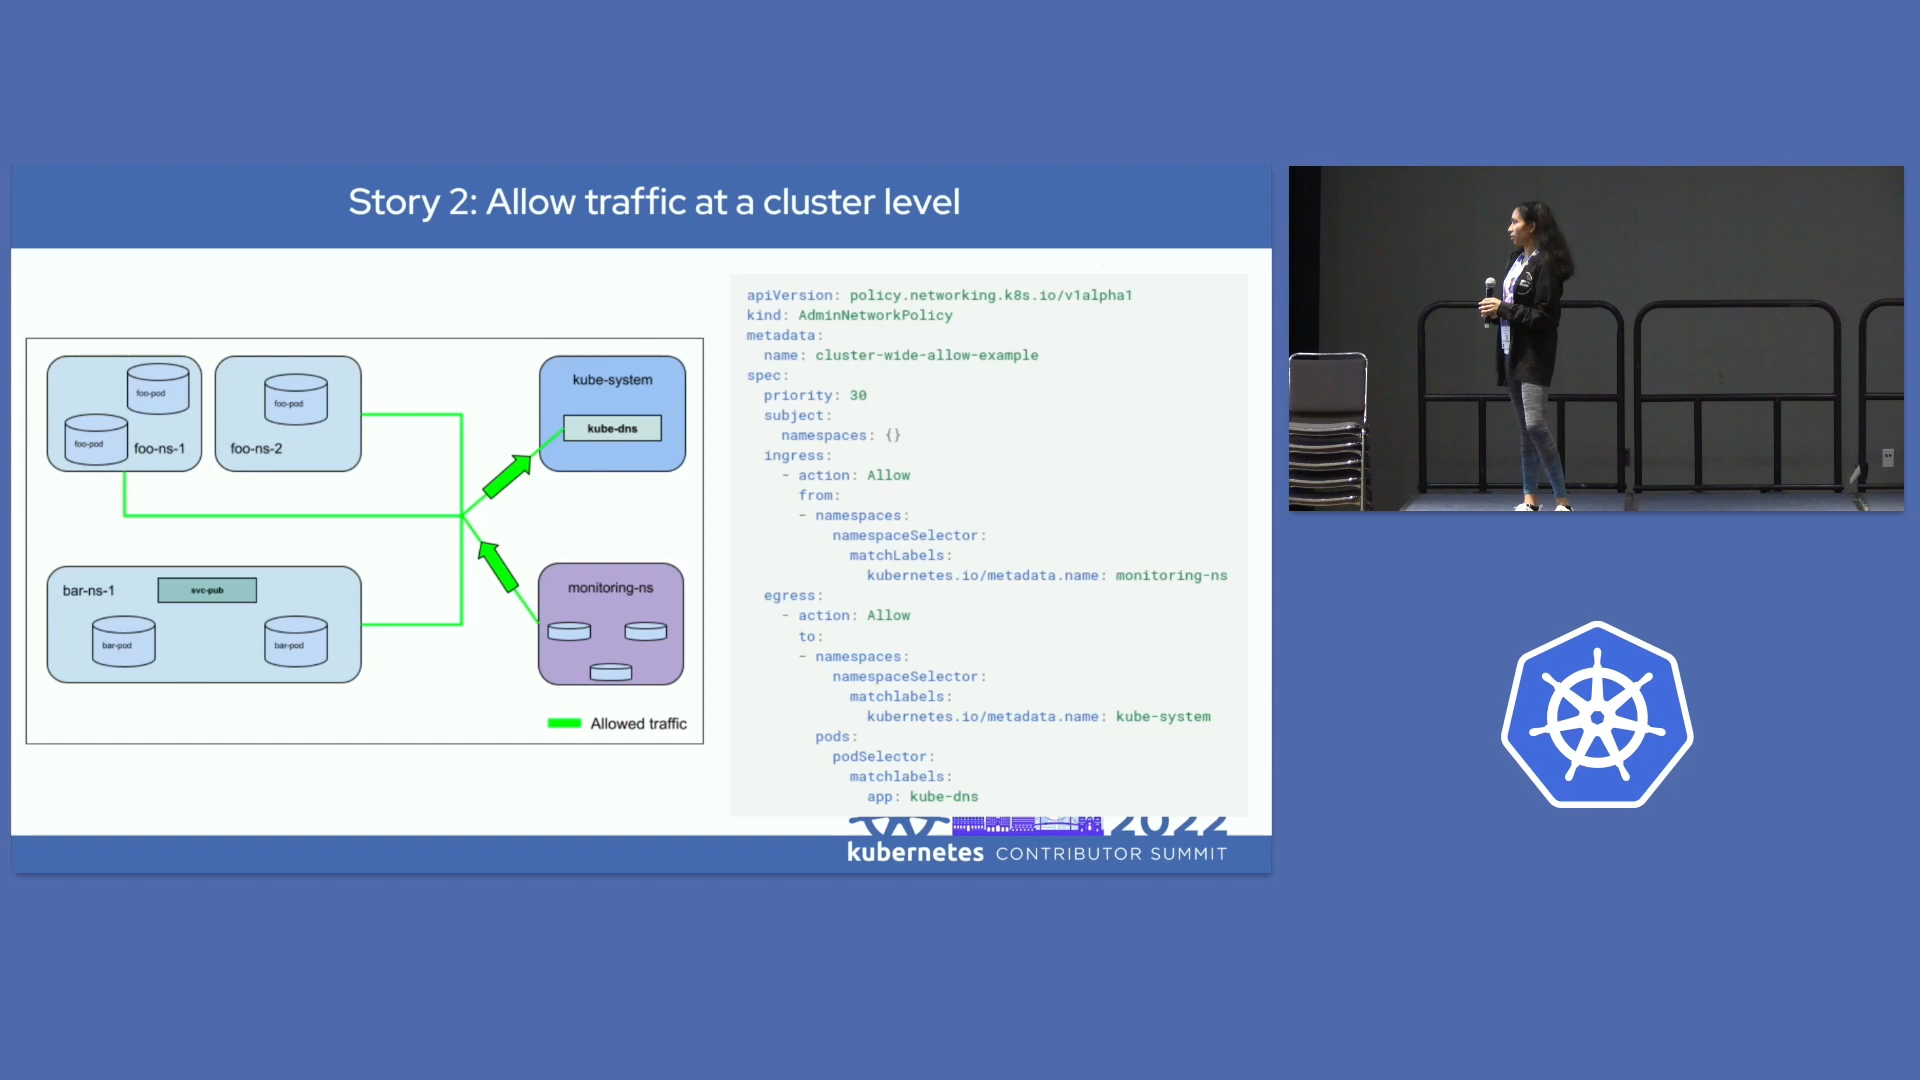 Story 2: Allow traffic at a cluster level
foo-pod
foo-pod
foo-ns-1
foo-pod
foo-ns-2
kube-system
kube-dns
bar-ns-1
svc-pub
bar-pod
bar-pod
monitoring-ns
Allowed traffic
apiVersion: policy.networking.k8s.io/v1alpha1
kind: AdminNetworkPolicy
metadata:
  name: cluster-wide-allow-example
spec:
  priority: 30
  subject:
    namespaces: {}
  ingress:
    - action: Allow
      from:
      - namespaces:
          namespaceSelector:
            matchLabels:
              kubernetes.io/metadata.name: monitoring-ns
  egress:
    - action: Allow
      to:
      - namespaces:
          namespaceSelector:
            matchlabels:
              kubernetes.io/metadata.name: kube-system
        pods:
          podSelector:
            matchlabels:
              app: kube-dns
2022
kubernetes CONTRIBUTOR SUMMIT